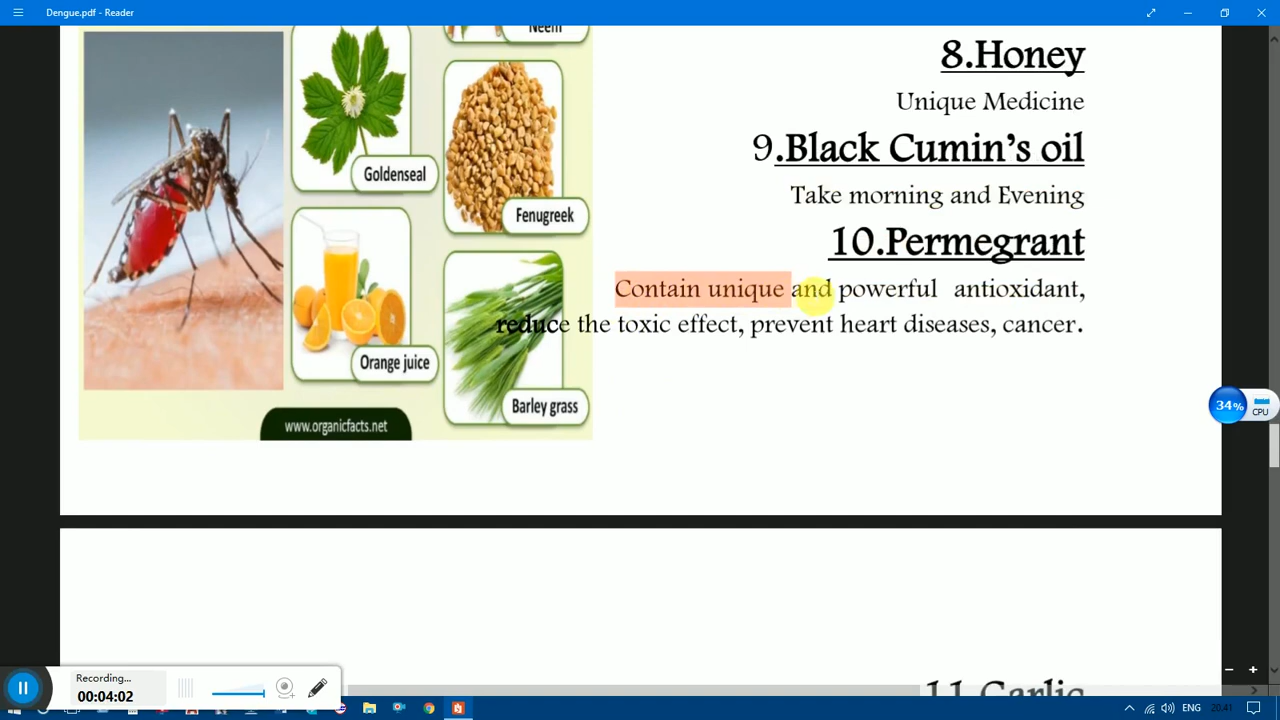 Dengue.pdf - Reader
Neem
Goldenseal
Fenugreek
Orange juice
Barley grass
www.organicfacts.net
8.Honey
Unique Medicine
9.Black Cumin’s oil
Take morning and Evening
10.Permegrant
Contain unique and powerful antioxidant,
reduce the toxic effect, prevent heart diseases, cancer.
34%
CPU
11.Garlic
Recording...
00:04:02
ENG
20.41